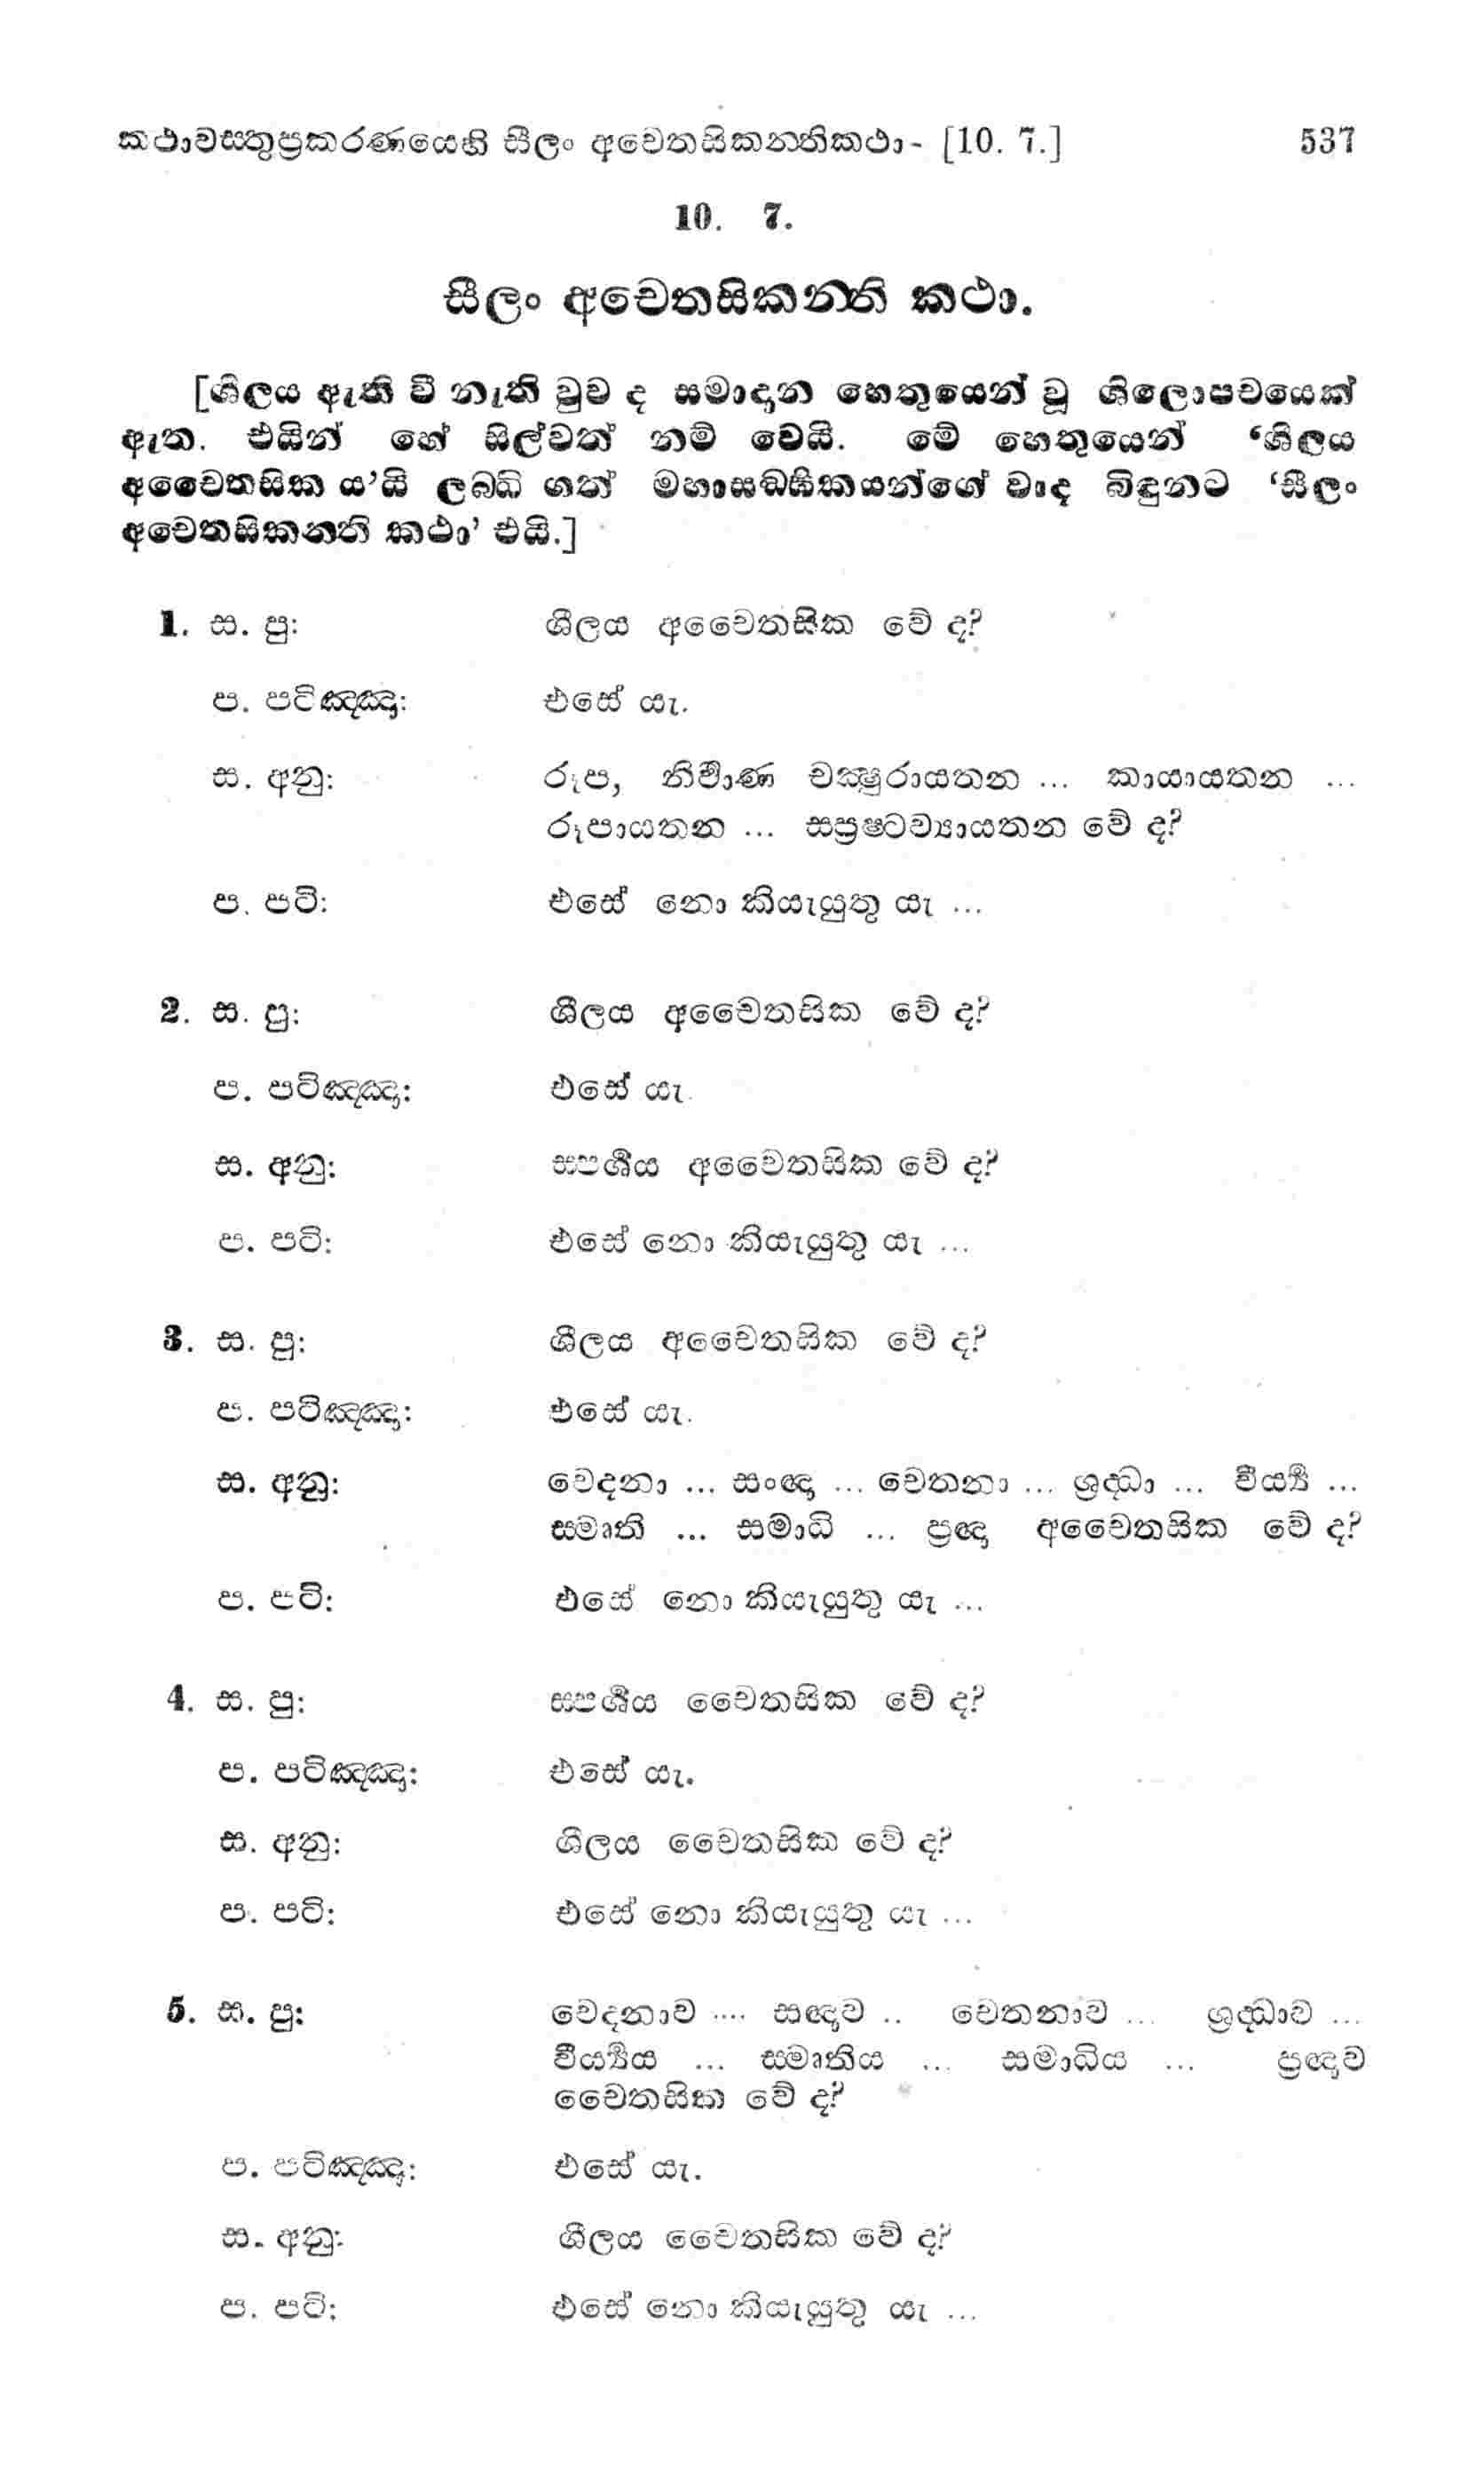 කථාවස්තුප්‍රකරණයෙහි සීලං අචෙතසිකන්තිකථා- [10. 7.] 537
10. 7.
සීලං අචෙතසිකන්ති කථා.
[ශීලය ඇති වී නැති වුව ද සමාදාන හෙතුයෙන් වූ ශීලොපචයෙක්
ඇත. එයින් හේ සිල්වත් නම් වෙයි. මේ හෙතුයෙන් ‘ශීලය
අචෛතසික ය’යි ලබ්ධි ගත් මහාසඞ්ඝිකයන්ගේ වාද බිඳුනට ‘සීලං
අචෙතසිකන්ති කථා’ එයි.]
1. ස. පු: ශීලය අචෛතසික වේ ද?
ප. පටිඤ්ඤා: එසේ යැ.
ස. අනු: රූප, නිර්වාණ චක්ෂුරායතන ... කායායතන ...
රූපායතන ... ස්ප්‍රෂ්ටව්‍යායතන වේ ද?
ප. පටි: එසේ නො කියැයුතු යැ ...
2. ස. පු: ශීලය අචෛතසික වේ ද?
ප. පටිඤ්ඤා: එසේ යැ.
ස. අනු: ස්පර්ශය අචෛතසික වේ ද?
ප. පටි: එසේ නො කියැයුතු යැ ...
3. ස. පු: ශීලය අචෛතසික වේ ද?
ප. පටිඤ්ඤා: එසේ යැ.
ස. අනු: වෙදනා ... සංඥා ... චෙතනා ... ශ්‍රද්ධා ... වීර්ය්‍ය ...
ස්මෘති ... සමාධි ... ප්‍රඥා අචෛතසික වේ ද?
ප. පටි: එසේ නො කියැයුතු යැ ...
4. ස. පු: ස්පර්ශය චෛතසික වේ ද?
ප. පටිඤ්ඤා: එසේ යැ.
ස. අනු: ශීලය චෛතසික වේ ද?
ප. පටි: එසේ නො කියැයුතු යැ ...
5. ස. පු: වෙදනාව .... සඥාව .. චෙතනාව ... ශ්‍රද්ධාව ...
වීර්ය්‍යය ... ස්මෘතිය ... සමාධිය ... ප්‍රඥාව
චෛතසික වේ ද?
ප. පටිඤ්ඤා: එසේ යැ.
ස. අනු: ශීලය චෛතසික වේ ද?
ප. පටි: එසේ නො කියැයුතු යැ ...